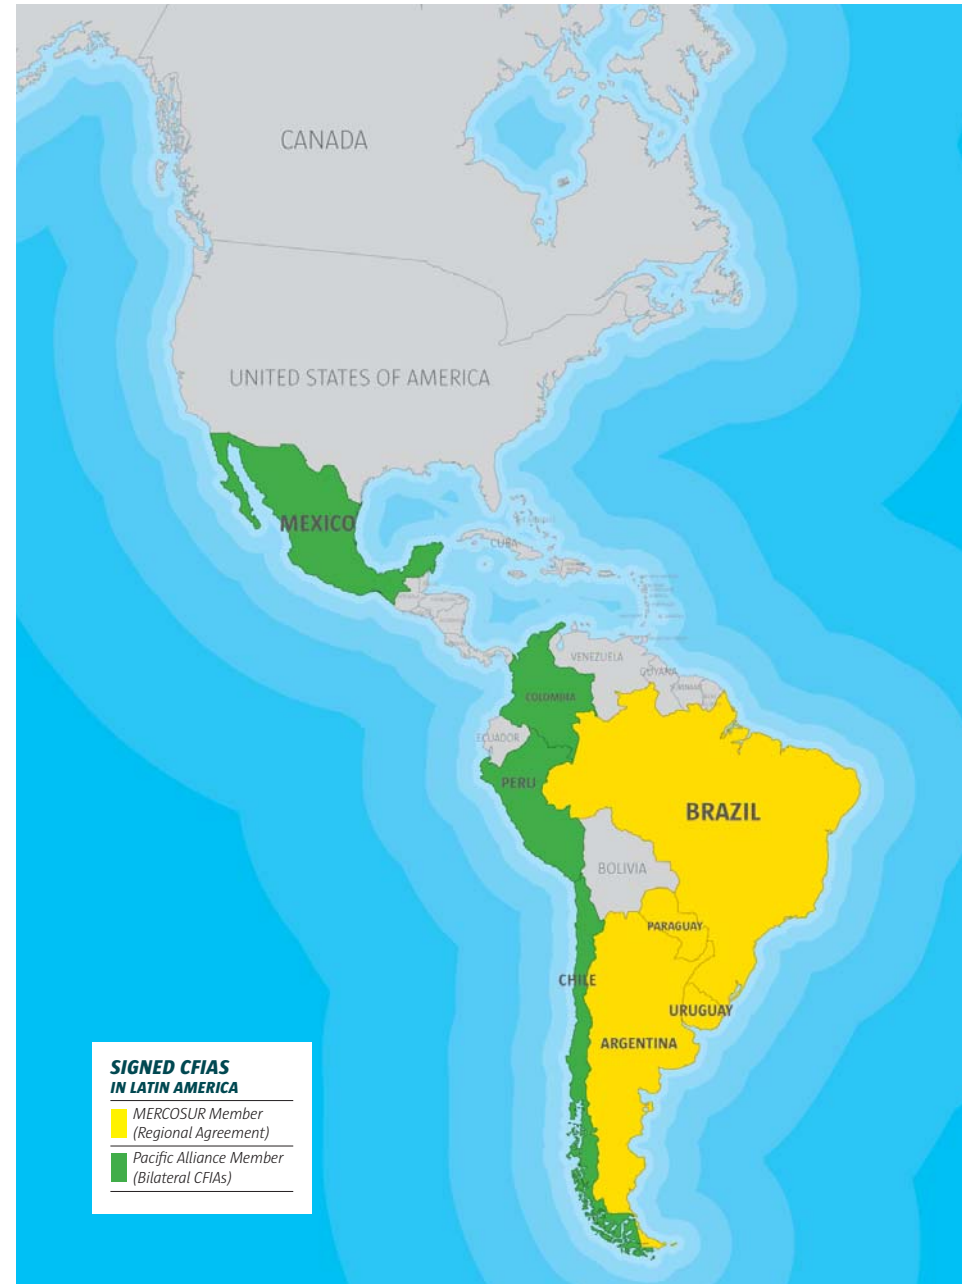 CANADA
UNITED STATES OF AMERICA
MEXICO
CUBA
VENEZUELA
GUYANA
COLOMBIA
ECUADOR
PERU
BRAZIL
BOLIVIA
PARAGUAY
CHILE
URUGUAY
ARGENTINA
SIGNED CFIAS
IN LATIN AMERICA
MERCOSUR Member
(Regional Agreement)
Pacific Alliance Member
(Bilateral CFIAs)